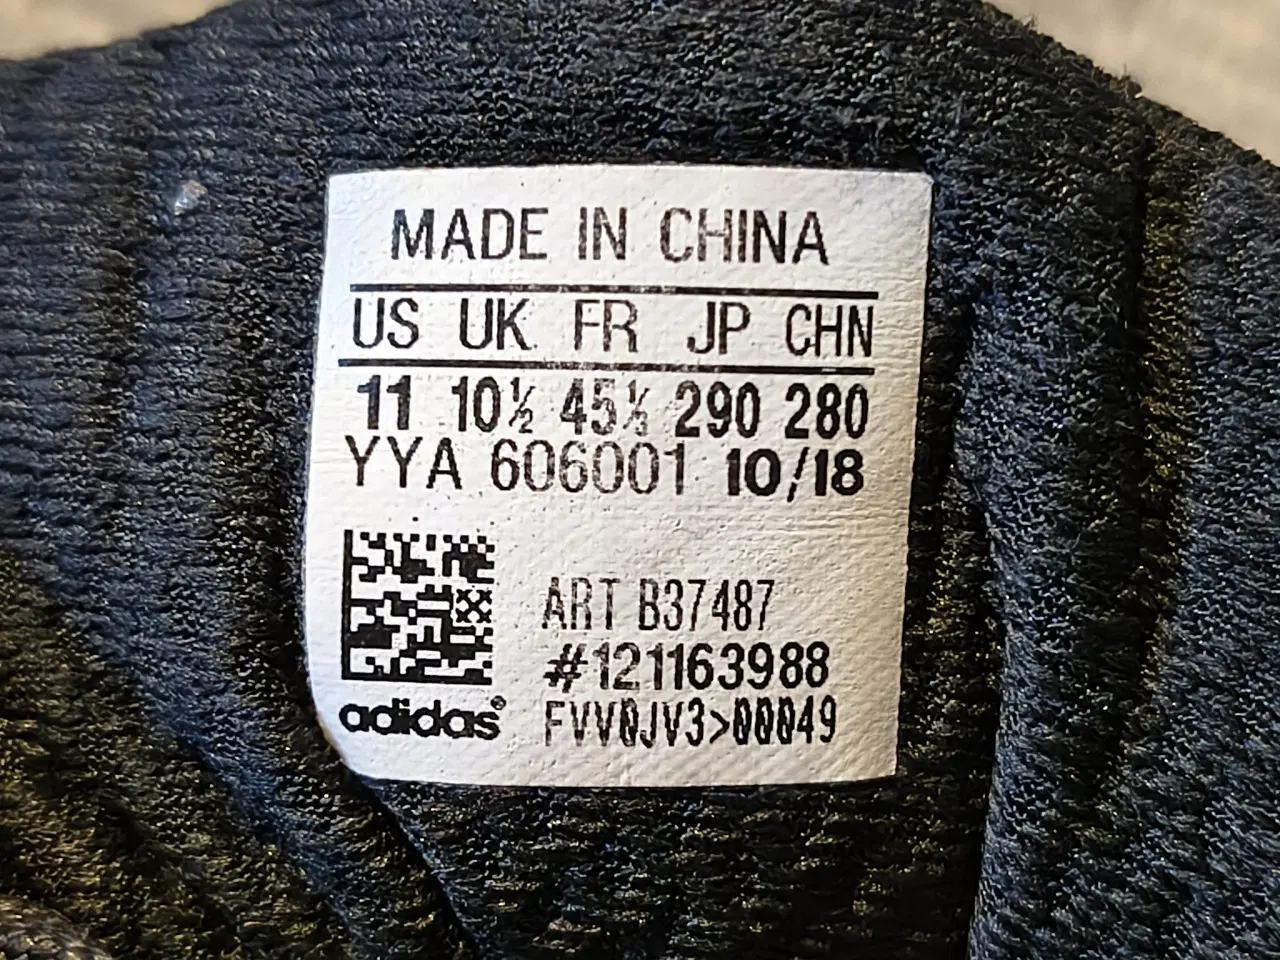 MADE IN CHINA
US UK FR JP CHN
11 10½ 45⅓ 290 280
YYA 606001 10/18
ART B37487
#121163988
adidas® FVV0JV3>00049